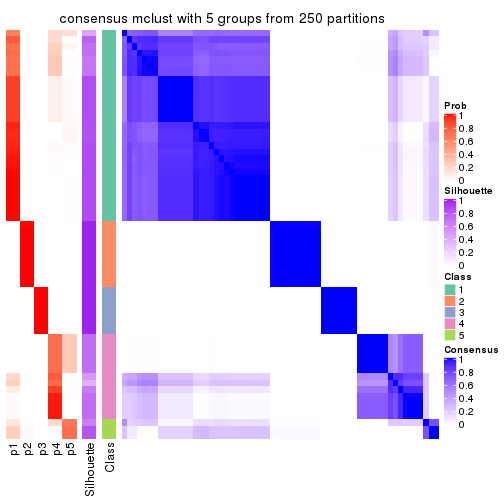 consensus mclust with 5 groups from 250 partitions
Prob
1
0.8
0.6
0.4
0.2
0
Silhouette
1
0.8
0.6
0.4
0.2
0
Class
1
2
3
4
5
Consensus
1
0.8
0.6
0.4
0.2
0
p1
p2
p3
p4
p5
Silhouette
Class